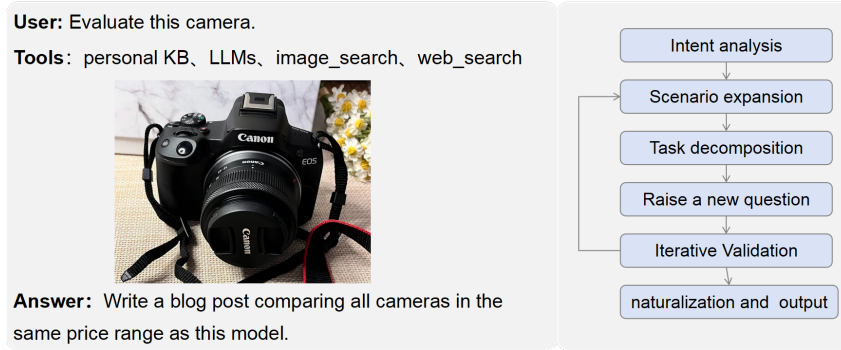 User: Evaluate this camera.
Tools：personal KB、LLMs、image_search、web_search
Canon
EOS
Canon
Canon
Answer：Write a blog post comparing all cameras in the
same price range as this model.
Intent analysis
Scenario expansion
Task decomposition
Raise a new question
Iterative Validation
naturalization and output